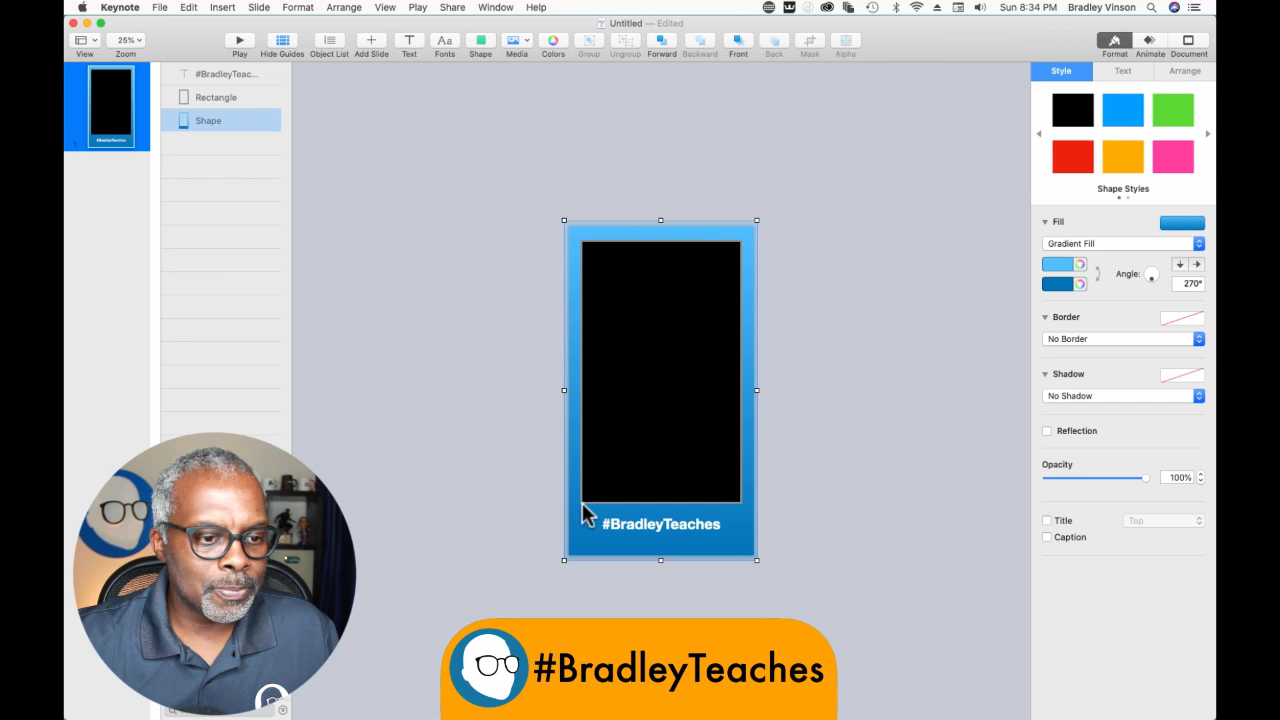 Keynote File Edit Insert Slide Format Arrange View Play Share Window Help
Sun 8:34 PM Bradley Vinson
Untitled — Edited
25%
View Zoom Play Hide Guides Object List Add Slide Text Fonts Shape Media Colors Group Ungroup Forward Backward Front Back Mask Alpha Format Animate Document
Style Text Arrange
#BradleyTeac...
Rectangle
Shape
#BradleyTeaches
1
Shape Styles
Fill
Gradient Fill
Angle:
270°
Border
No Border
Shadow
No Shadow
Reflection
Opacity
100%
Title Top
Caption
#BradleyTeaches
#BradleyTeaches